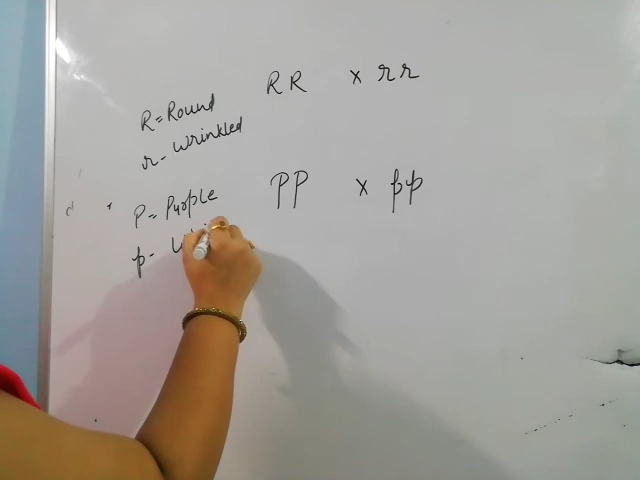 RR × rr
R = Round
r - wrinkled
PP × pp
P = Purple
p -